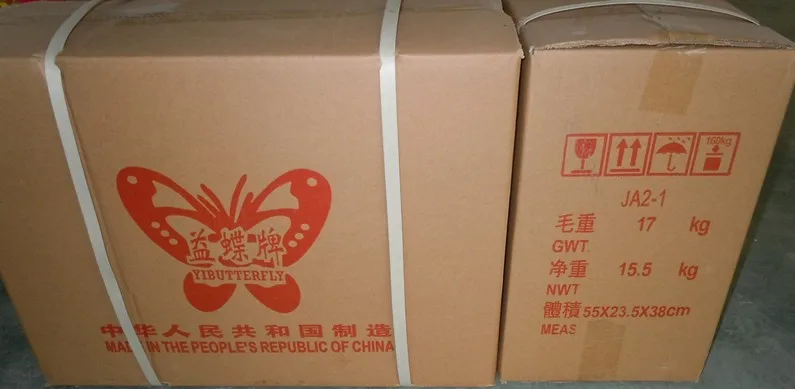 益蝶牌
YIBUTTERFLY
中华人民共和国制造
MADE IN THE PEOPLE'S REPUBLIC OF CHINA
160kg
JA2-1
毛重 17 kg
GWT.
净重 15.5 kg
NWT
體積 55X23.5X38cm
MEAS